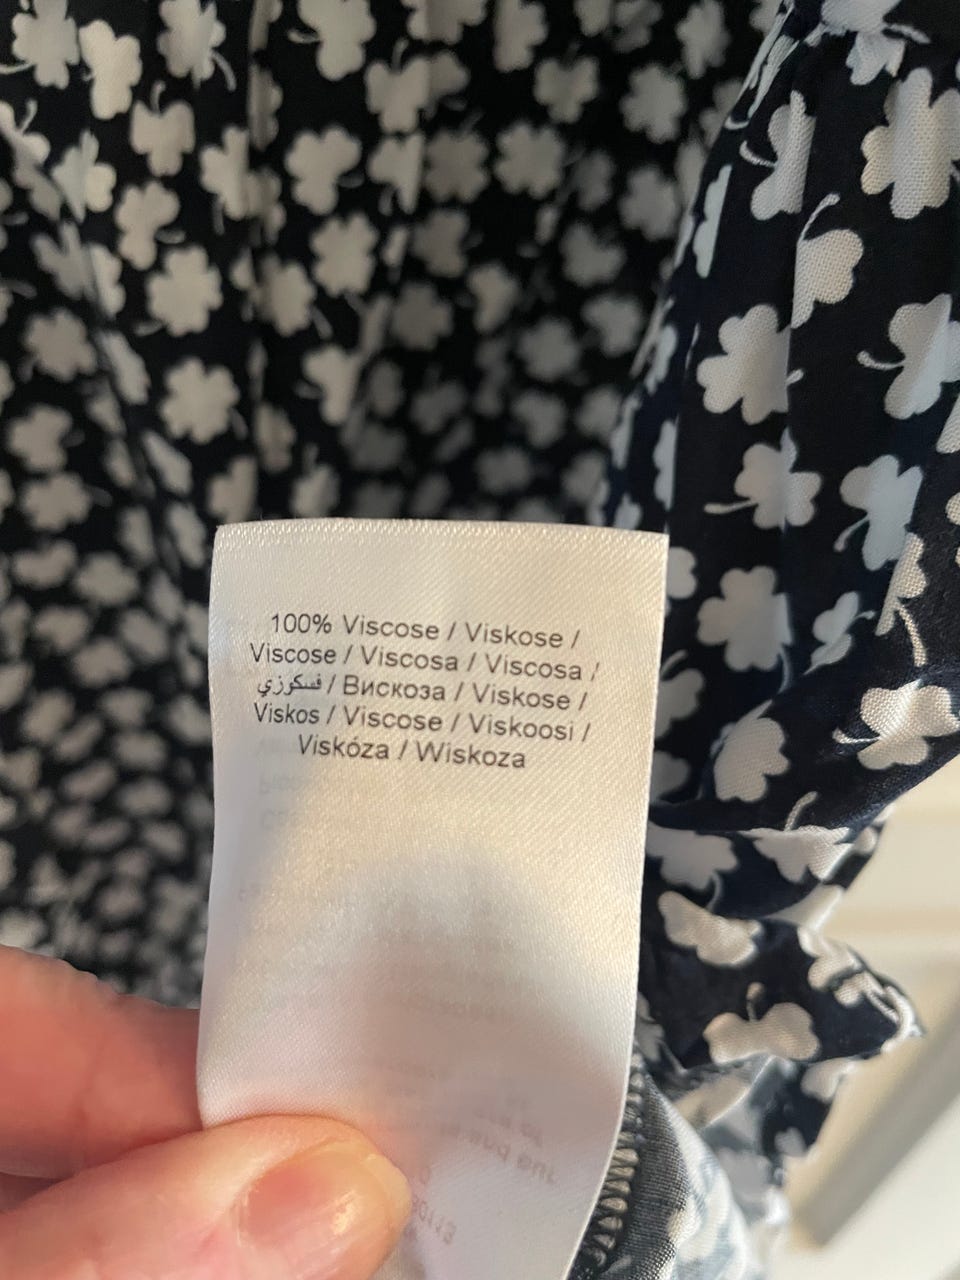 100% Viscose / Viskose /
Viscose / Viscosa / Viscosa /
فسكوزي / Вискоза / Viskose /
Viskos / Viscose / Viskoosi /
Viskóza / Wiskoza